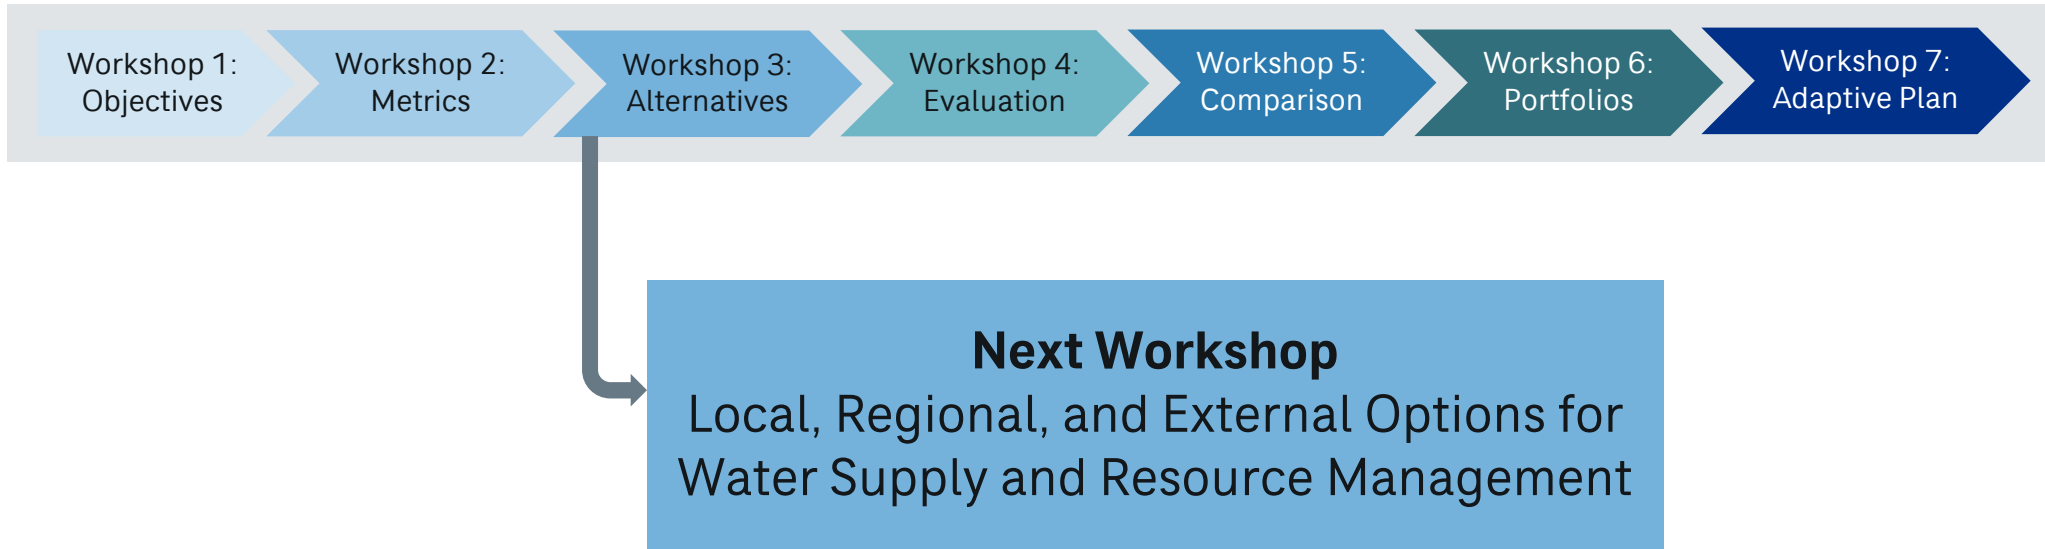 Workshop 1:
Objectives
Workshop 2:
Metrics
Workshop 3:
Alternatives
Workshop 4:
Evaluation
Workshop 5:
Comparison
Workshop 6:
Portfolios
Workshop 7:
Adaptive Plan
Next Workshop
Local, Regional, and External Options for
Water Supply and Resource Management